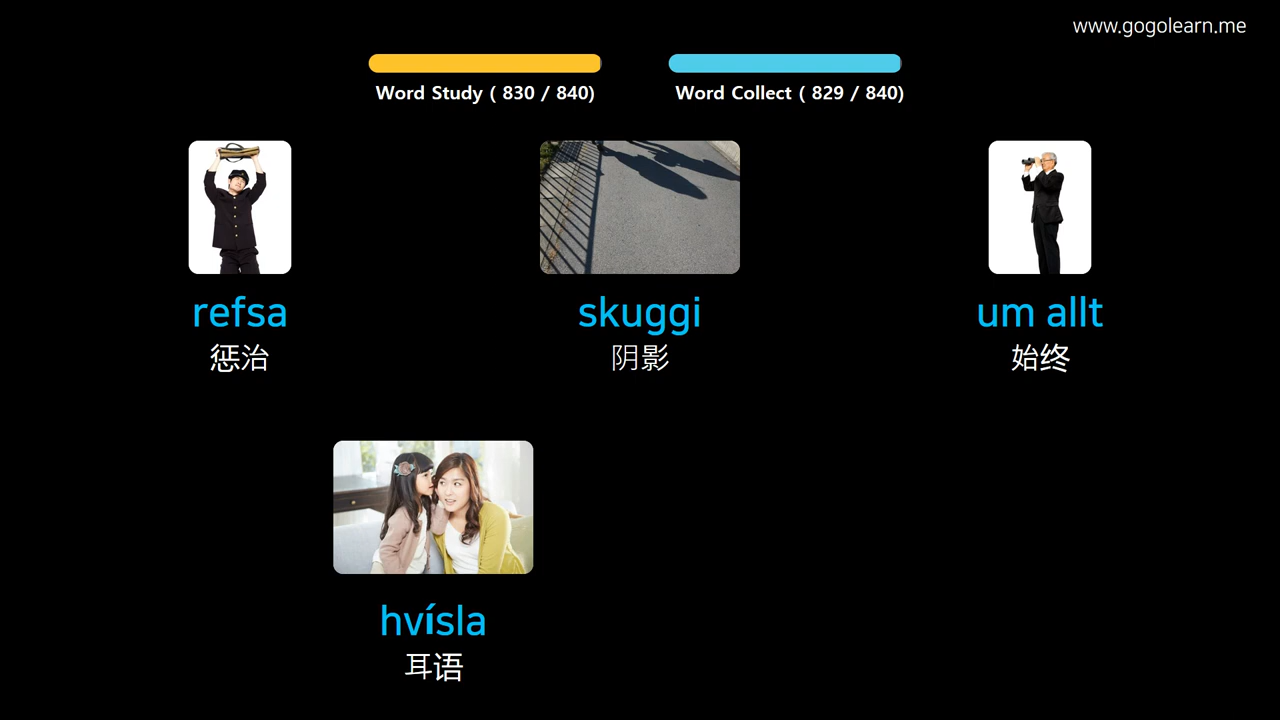 www.gogolearn.me
Word Study ( 830 / 840)
Word Collect ( 829 / 840)
refsa
惩治
skuggi
阴影
um allt
始终
hvísla
耳语